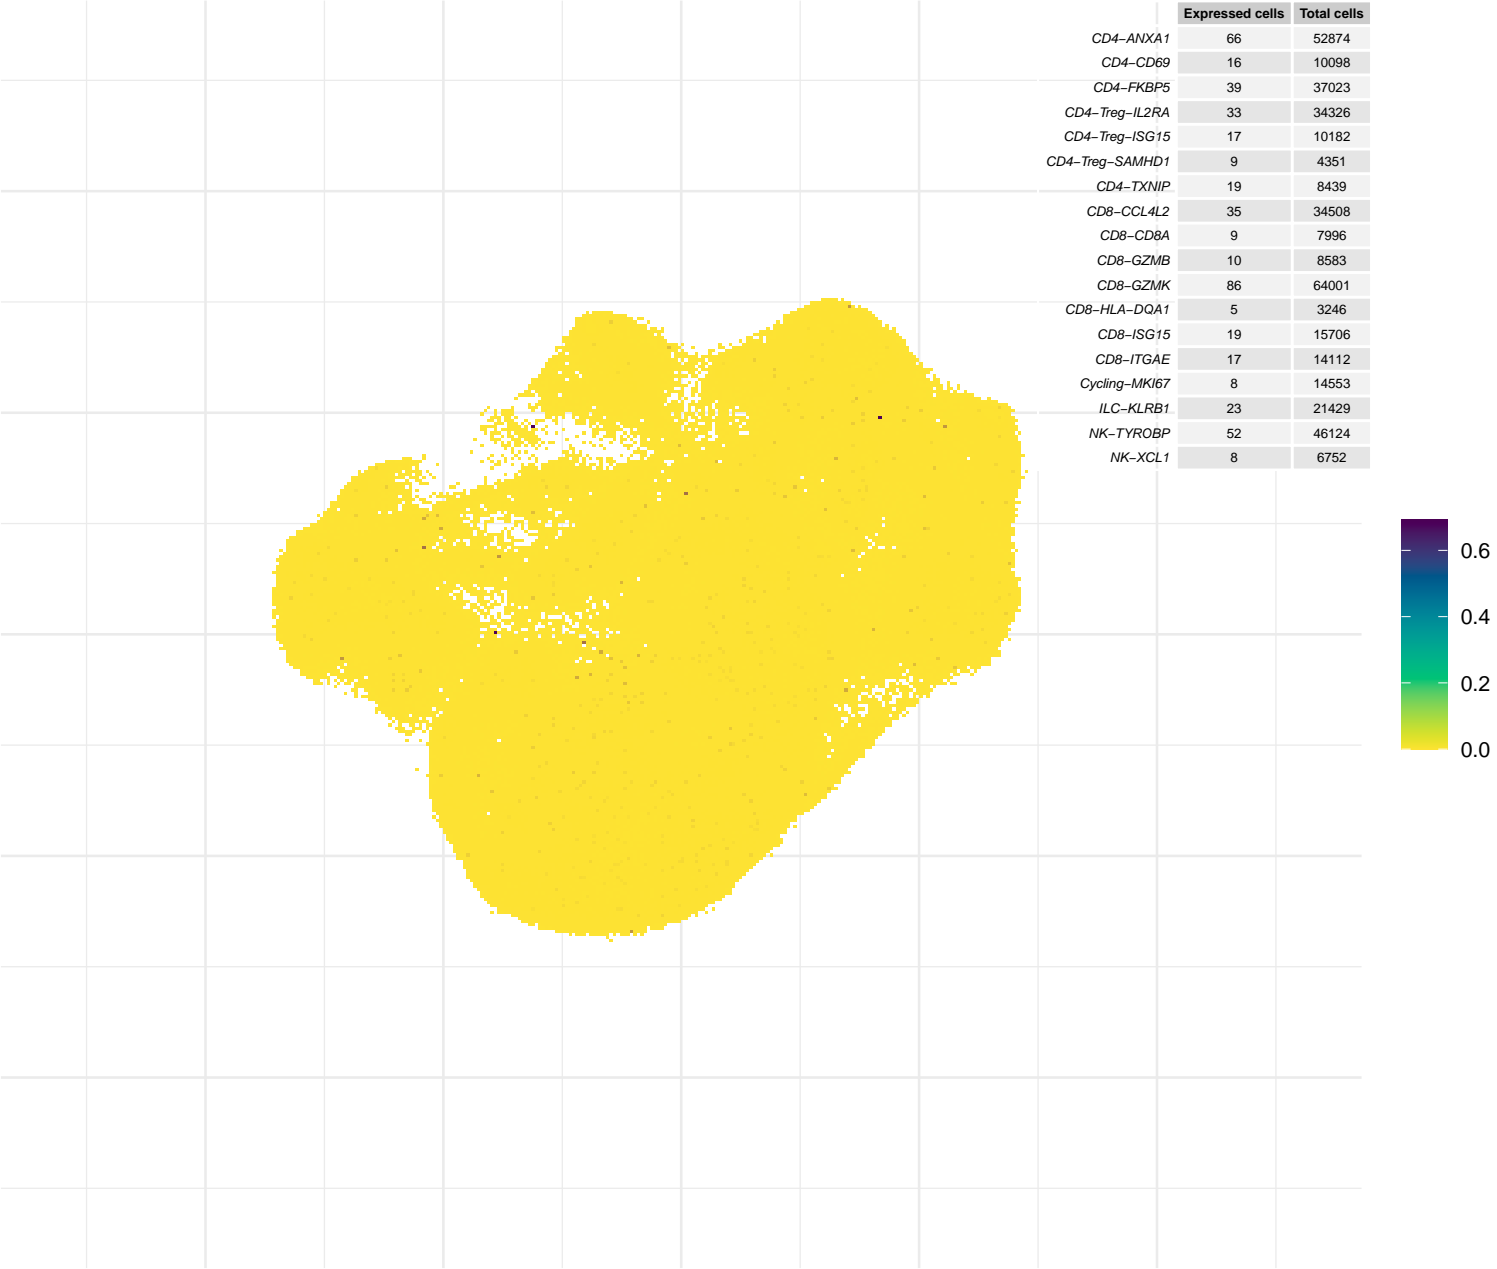 Expressed cells Total cells
CD4−ANXA1 66 52874
CD4−CD69 16 10098
CD4−FKBP5 39 37023
CD4−Treg−IL2RA 33 34326
CD4−Treg−ISG15 17 10182
CD4−Treg−SAMHD1 9 4351
CD4−TXNIP 19 8439
CD8−CCL4L2 35 34508
CD8−CD8A 9 7996
CD8−GZMB 10 8583
CD8−GZMK 86 64001
CD8−HLA−DQA1 5 3246
CD8−ISG15 19 15706
CD8−ITGAE 17 14112
Cycling−MKI67 8 14553
ILC−KLRB1 23 21429
NK−TYROBP 52 46124
NK−XCL1 8 6752
0.6
0.4
0.2
0.0